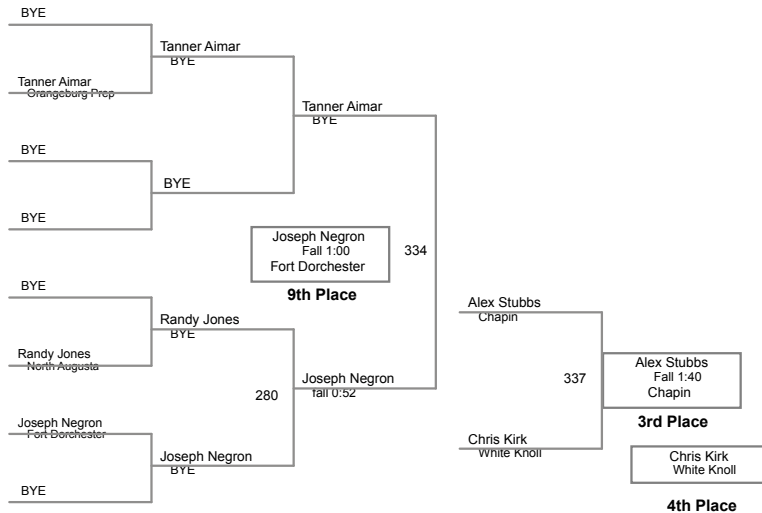 BYE
Tanner Aimar
BYE
Tanner Aimar
Orangeburg Prep
Tanner Aimar
BYE
BYE
BYE
BYE
Joseph Negron
Fall 1:00
Fort Dorchester
334
9th Place
BYE
Alex Stubbs
Chapin
Randy Jones
BYE
Randy Jones
North Augusta
Alex Stubbs
Fall 1:40
Chapin
337
3rd Place
280
Joseph Negron
fall 0:52
Joseph Negron
Fort Dorchester
Chris Kirk
White Knoll
Joseph Negron
BYE
Chris Kirk
White Knoll
BYE
4th Place